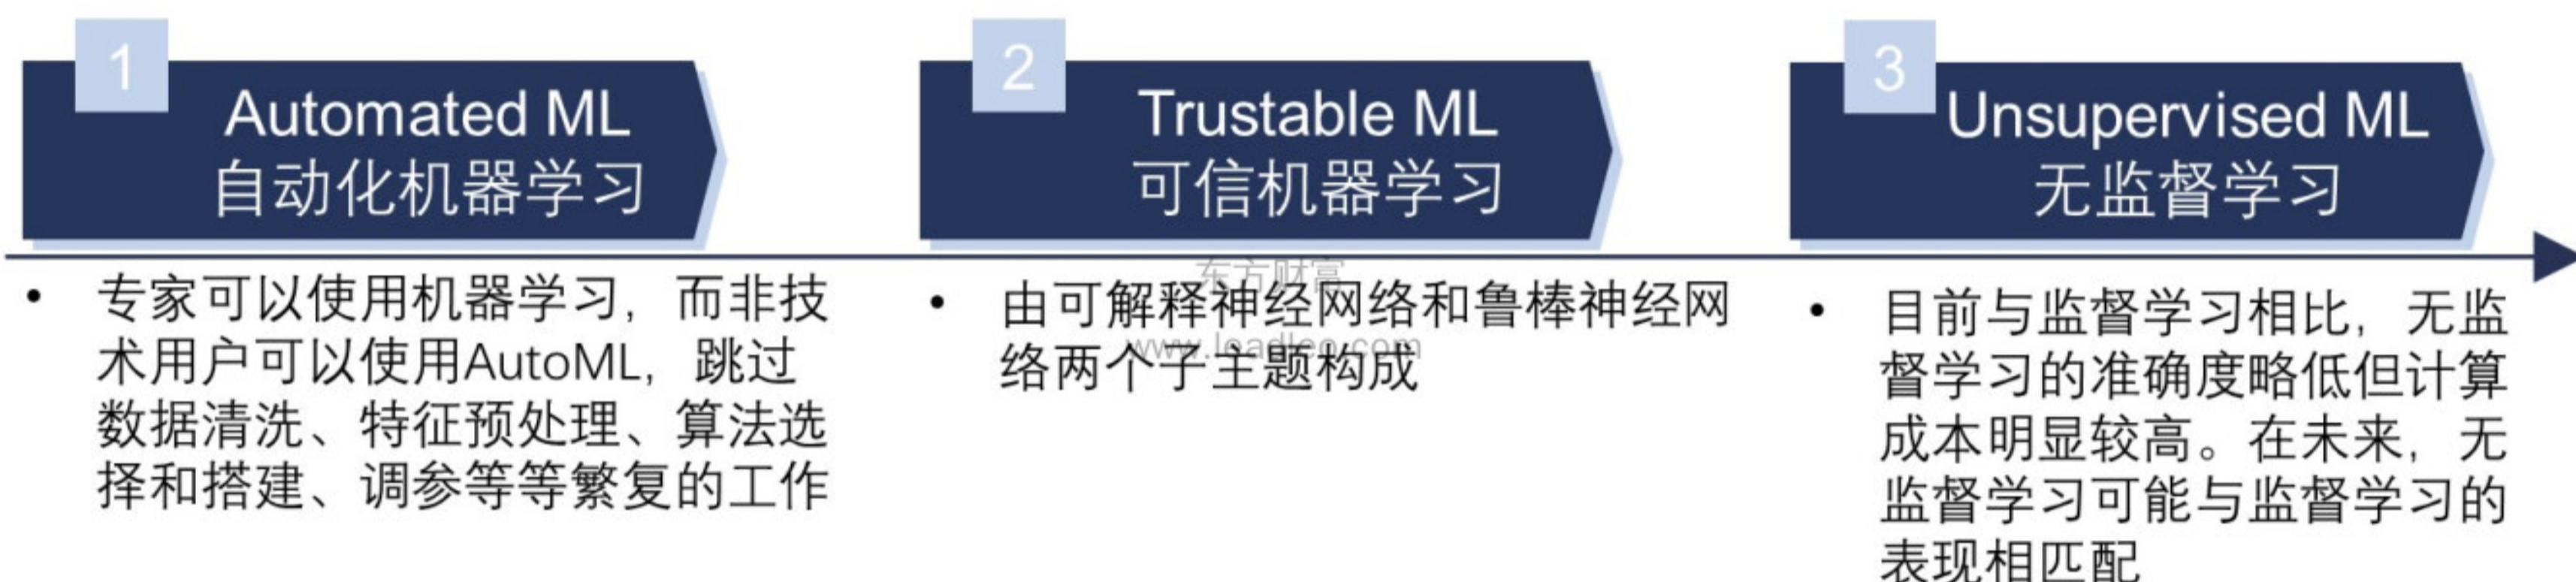 1
Automated ML
自动化机器学习
专家可以使用机器学习，而非技
术用户可以使用AutoML，跳过
数据清洗、特征预处理、算法选
择和搭建、调参等等繁复的工作
2
Trustable ML
可信机器学习
东方财富
由可解释神经网络和鲁棒神经网
www.leadleo.com
络两个子主题构成
3
Unsupervised ML
无监督学习
目前与监督学习相比，无监
督学习的准确度略低但计算
成本明显较高。在未来，无
监督学习可能与监督学习的
表现相匹配